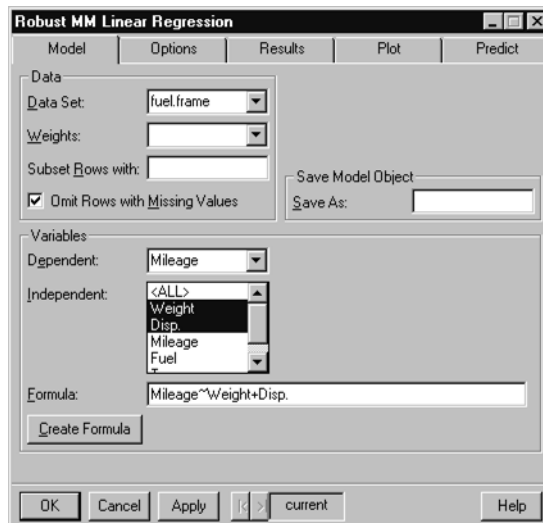 Robust MM Linear Regression
Model Options Results Plot Predict
Data
Data Set: fuel.frame
Weights:
Subset Rows with:
Omit Rows with Missing Values
Save Model Object
Save As:
Variables
Dependent: Mileage
Independent: <ALL>
Weight
Disp.
Mileage
Fuel
Formula: Mileage~Weight+Disp.
Create Formula
OK Cancel Apply current Help